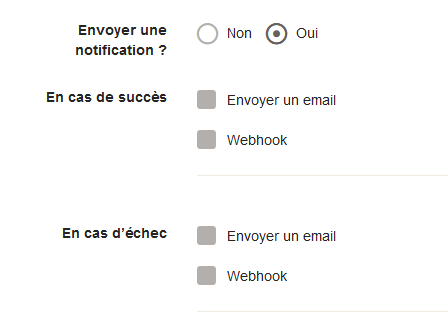 Envoyer une
notification ?
Non
Oui
En cas de succès
Envoyer un email
Webhook
En cas d’échec
Envoyer un email
Webhook